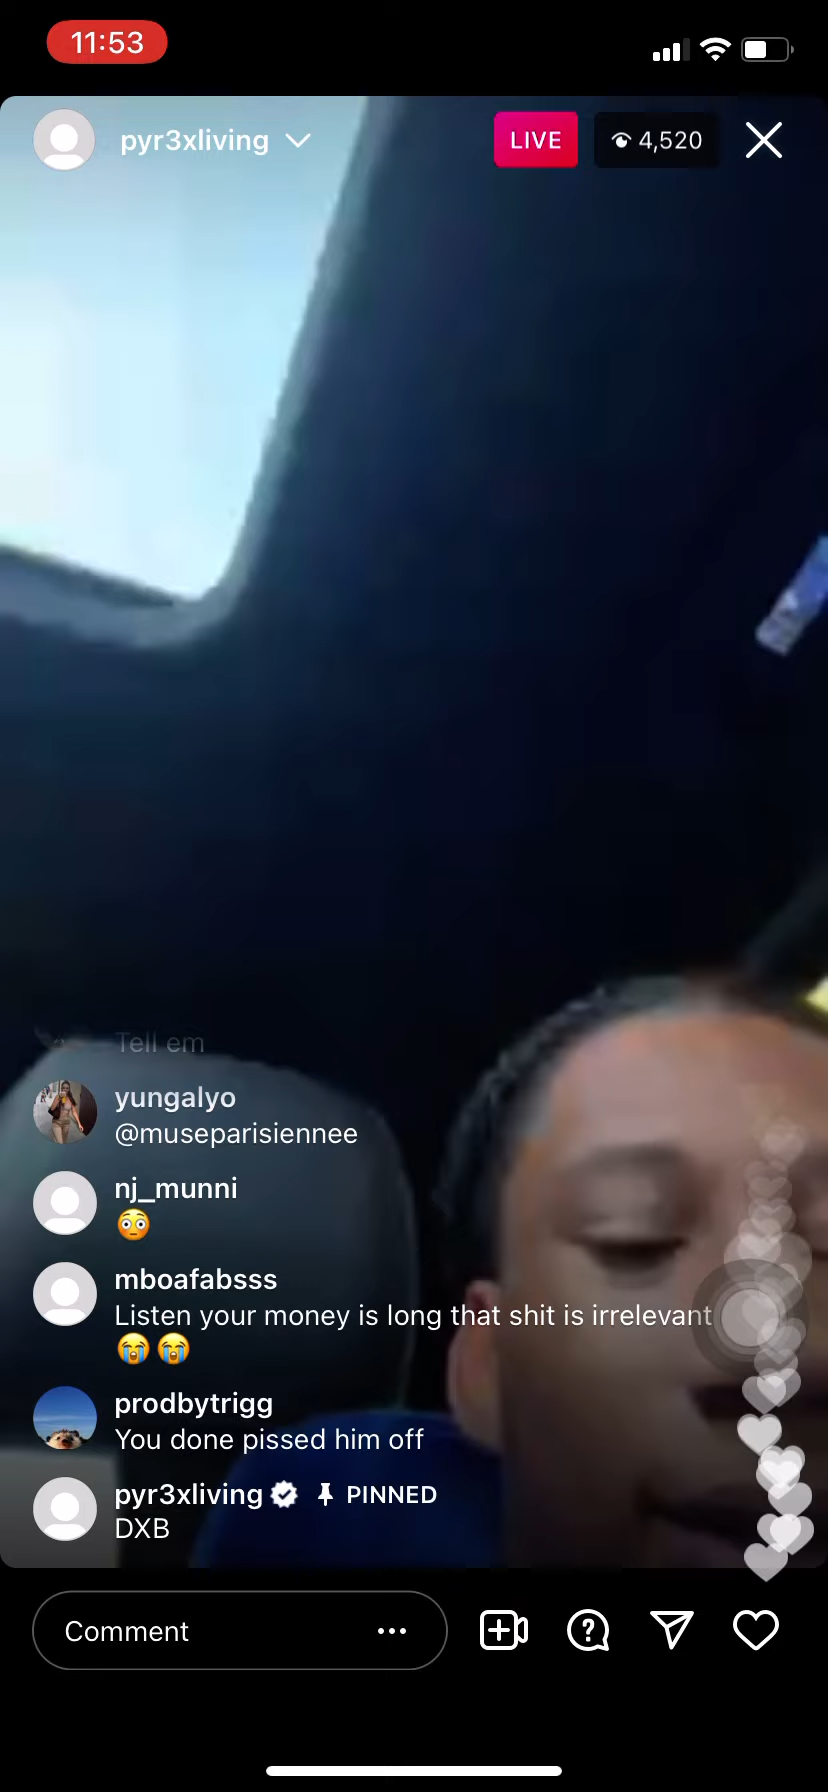 11:53
pyr3xliving
LIVE
4,520
Tell em
yungalyo
@museparisiennee
nj_munni
😳
mboafabsss
Listen your money is long that shit is irrelevant
😭😭
prodbytrigg
You done pissed him off
pyr3xliving PINNED
DXB
Comment